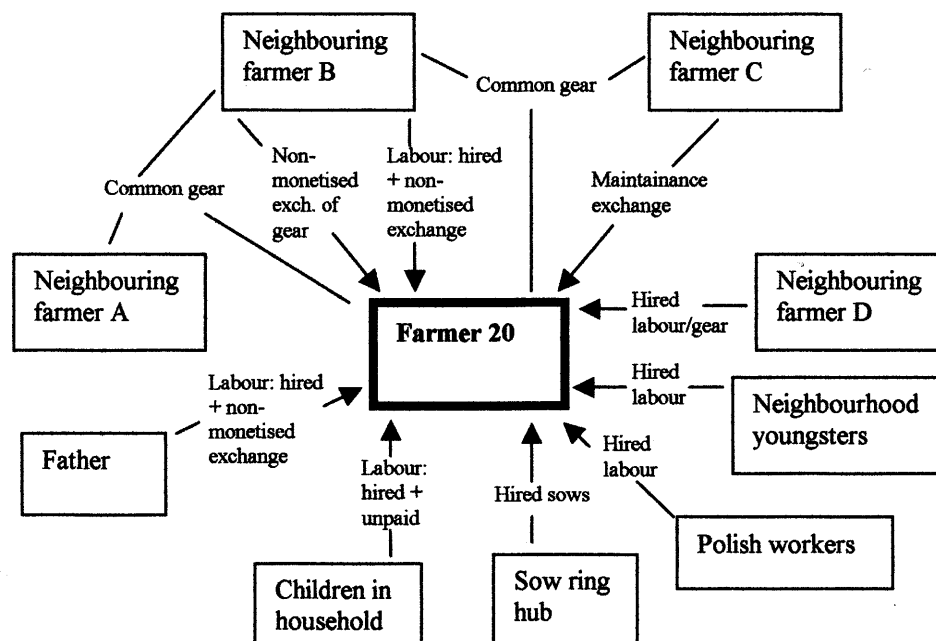 Neighbouring
farmer B
Neighbouring
farmer C
Common gear
Non-
monetised
exch. of
gear
Labour: hired
+ non-
monetised
exchange
Maintainance
exchange
Common gear
Neighbouring
farmer A
Neighbouring
farmer D
Hired
labour/gear
Farmer 20
Hired
labour
Neighbourhood
youngsters
Labour: hired
+ non-
monetised
exchange
Father
Labour:
hired +
unpaid
Hired sows
Hired
labour
Polish workers
Children in
household
Sow ring
hub